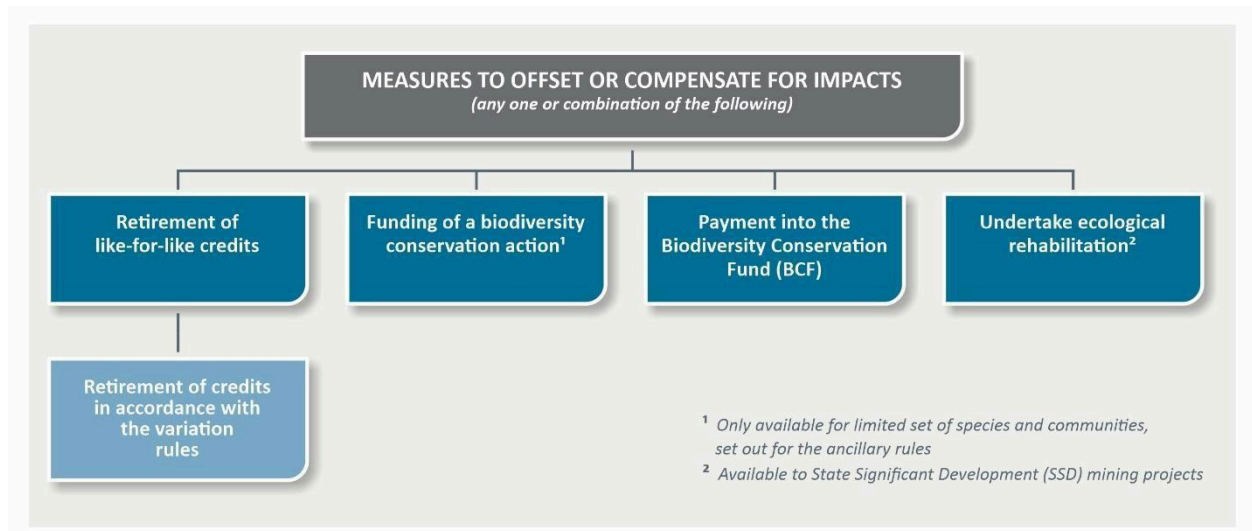 MEASURES TO OFFSET OR COMPENSATE FOR IMPACTS
(any one or combination of the following)
Retirement of
like-for-like credits
Funding of a biodiversity
conservation action¹
Payment into the
Biodiversity Conservation
Fund (BCF)
Undertake ecological
rehabilitation²
Retirement of credits
in accordance with
the variation
rules
¹ Only available for limited set of species and communities,
set out for the ancillary rules
² Available to State Significant Development (SSD) mining projects